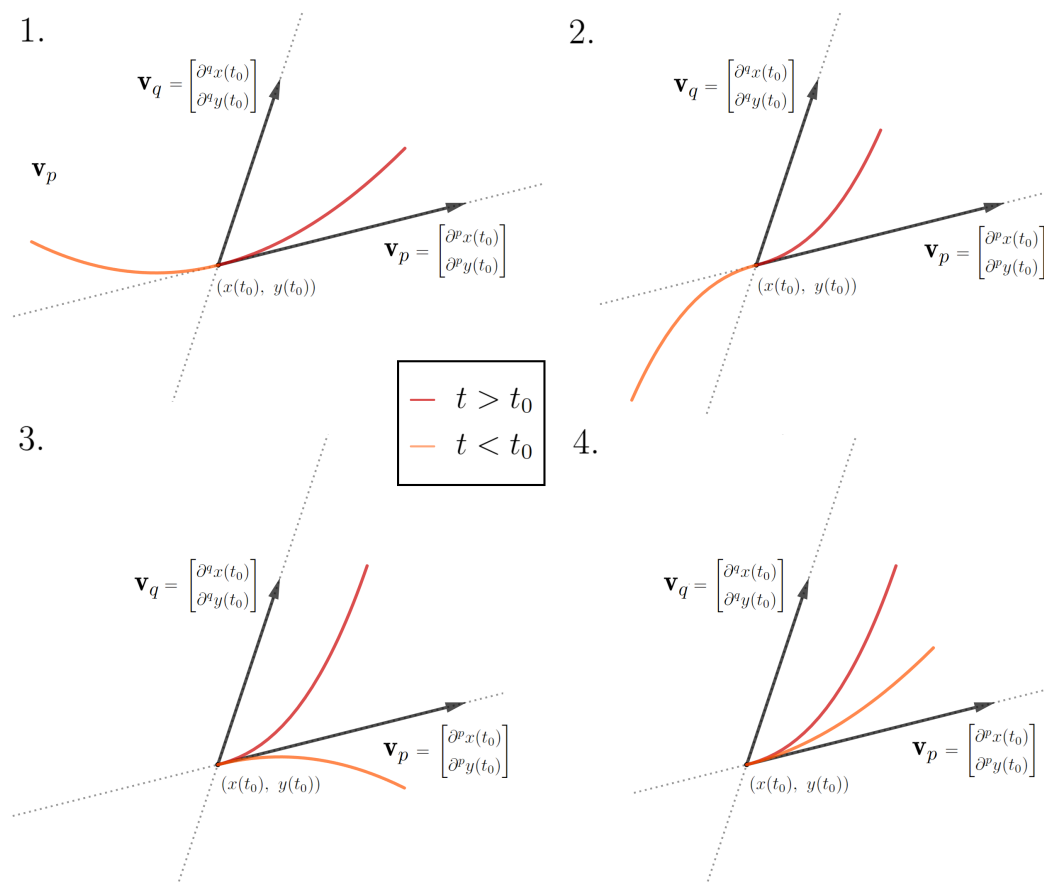 1.
𝐯_q = [∂^q x(t_0)
∂^q y(t_0)]
𝐯_p
𝐯_p = [∂^p x(t_0)
∂^p y(t_0)]
(x(t_0), y(t_0))
2.
𝐯_q = [∂^q x(t_0)
∂^q y(t_0)]
𝐯_p = [∂^p x(t_0)
∂^p y(t_0)]
(x(t_0), y(t_0))
t > t_0
t < t_0
3.
𝐯_q = [∂^q x(t_0)
∂^q y(t_0)]
𝐯_p = [∂^p x(t_0)
∂^p y(t_0)]
(x(t_0), y(t_0))
4.
𝐯_q = [∂^q x(t_0)
∂^q y(t_0)]
𝐯_p = [∂^p x(t_0)
∂^p y(t_0)]
(x(t_0), y(t_0))